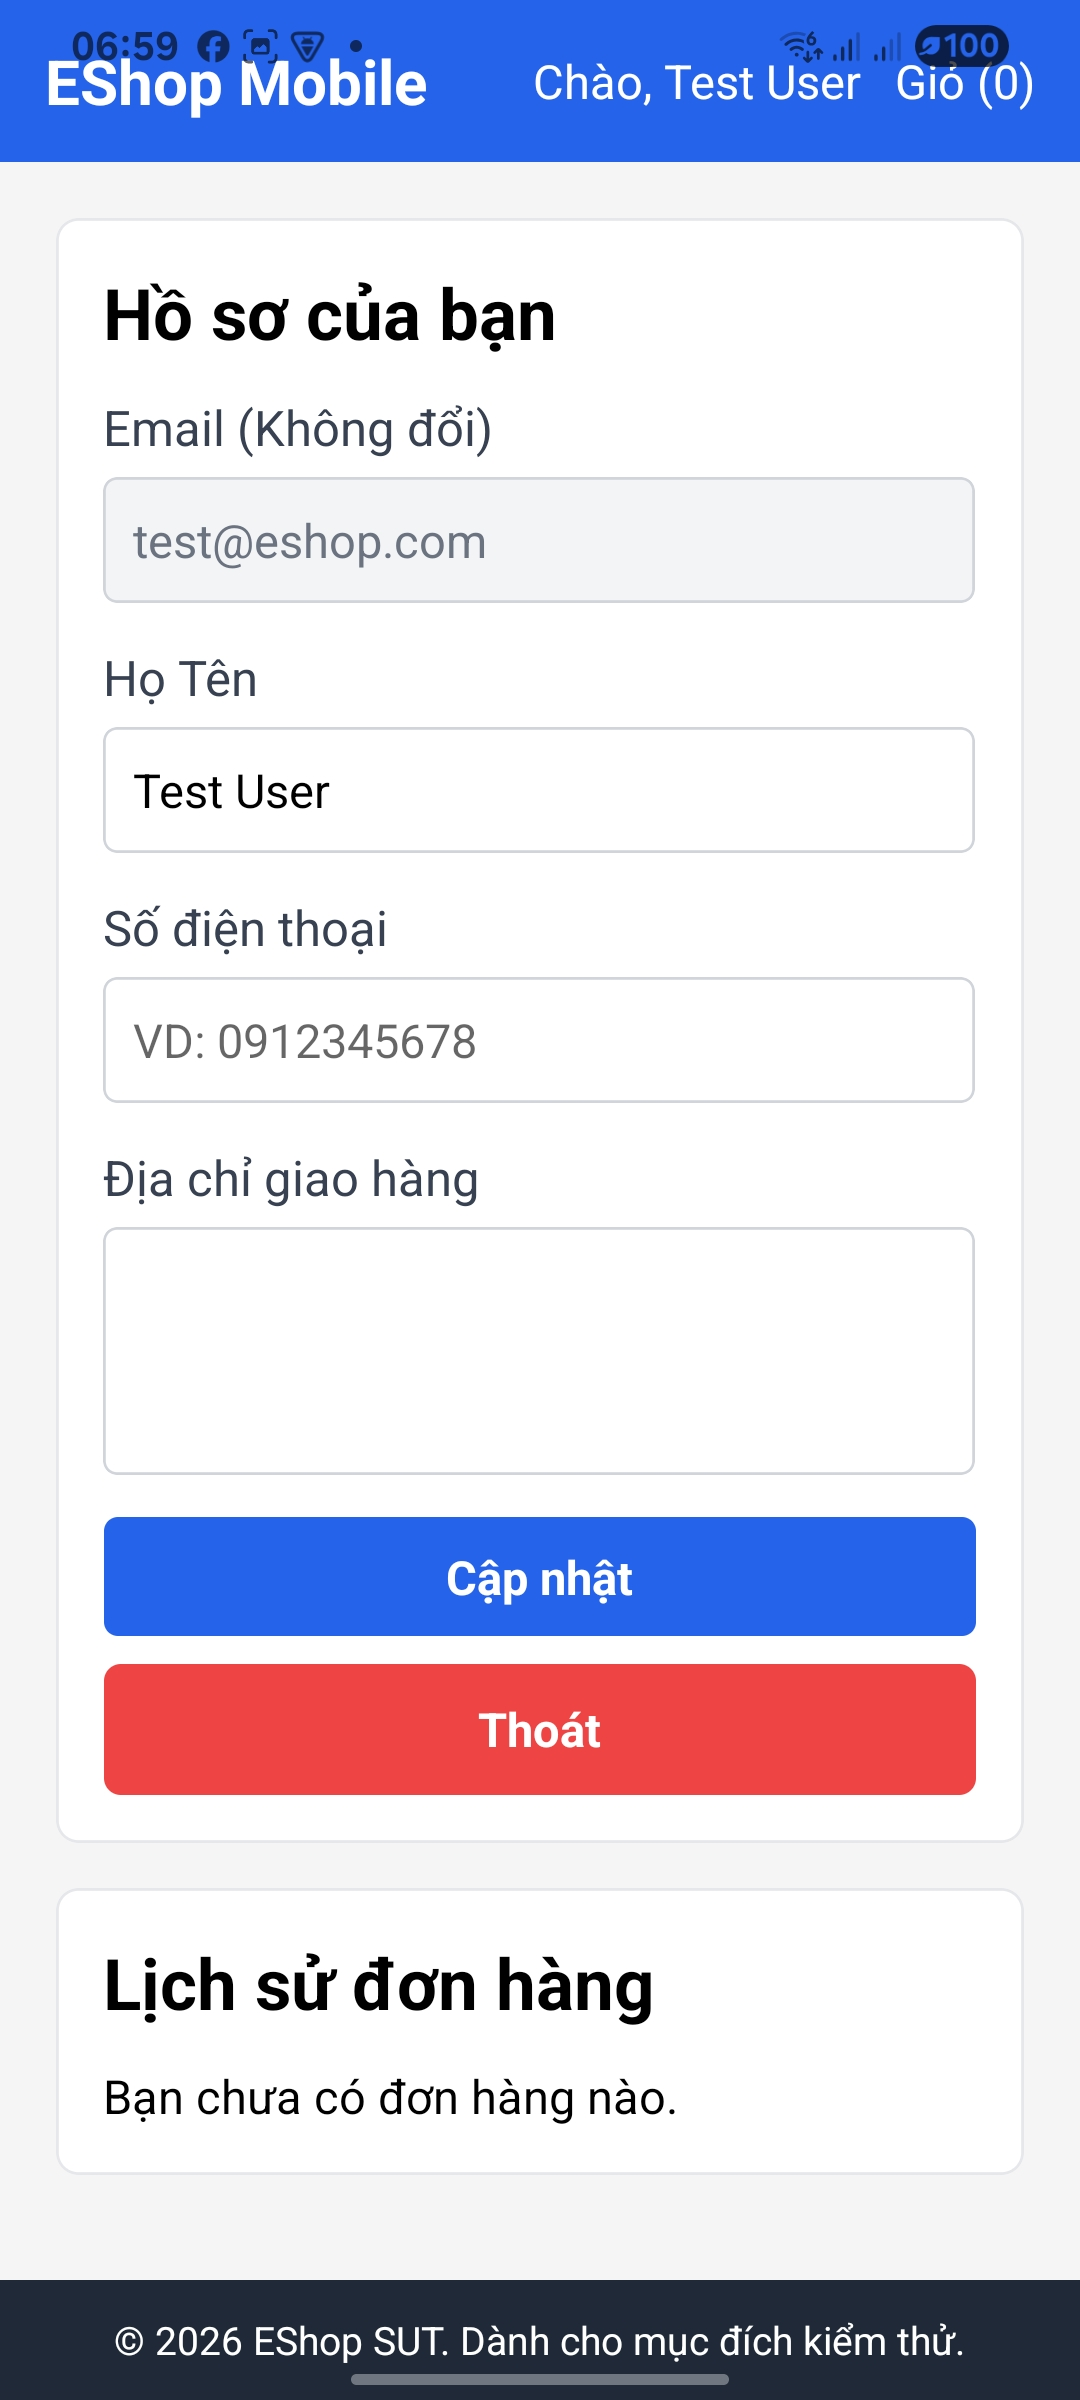 06:59
6
100
EShop Mobile
Chào, Test User Giỏ (0)
Hồ sơ của bạn
Email (Không đổi)
test@eshop.com
Họ Tên
Test User
Số điện thoại
VD: 0912345678
Địa chỉ giao hàng
Cập nhật
Thoát
Lịch sử đơn hàng
Bạn chưa có đơn hàng nào.
© 2026 EShop SUT. Dành cho mục đích kiểm thử.